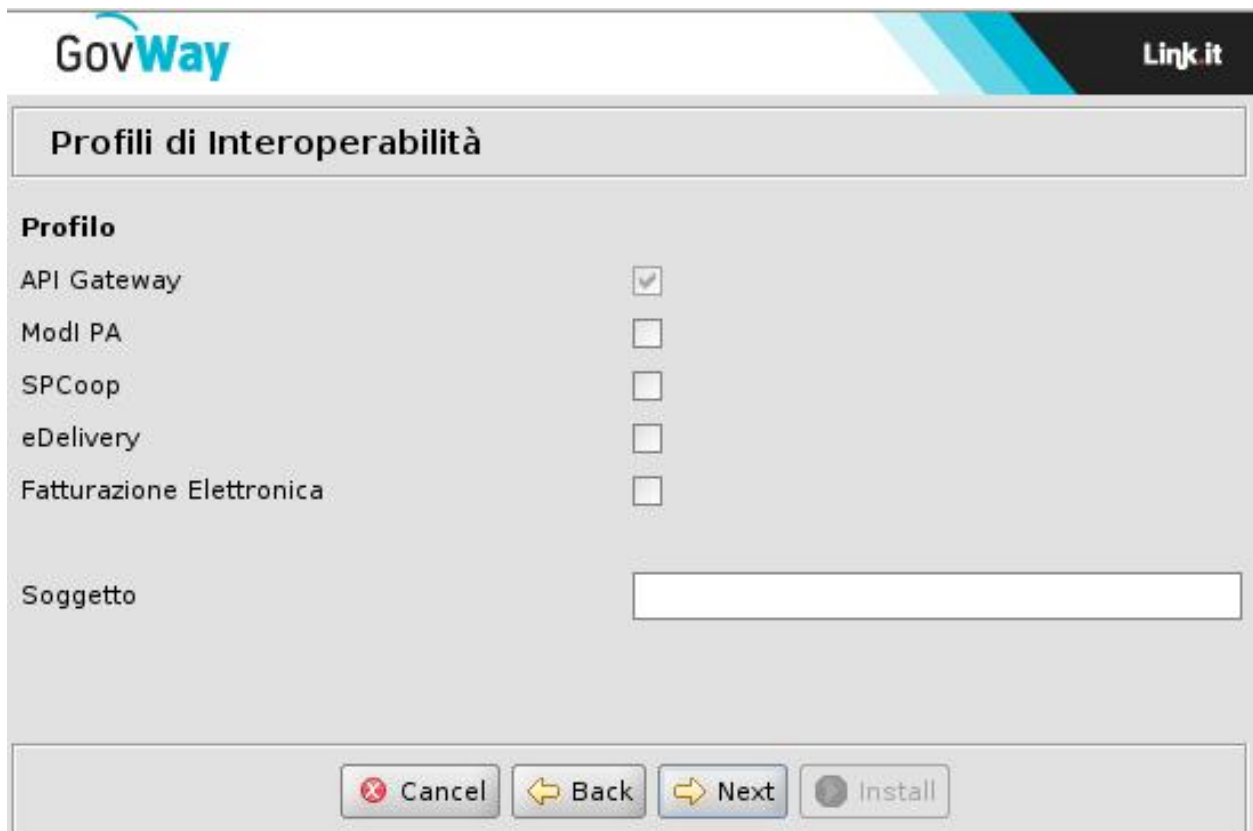 GovWay
Link.it
Profili di Interoperabilità
Profilo
API Gateway
ModI PA
SPCoop
eDelivery
Fatturazione Elettronica
Soggetto
Cancel Back Next Install